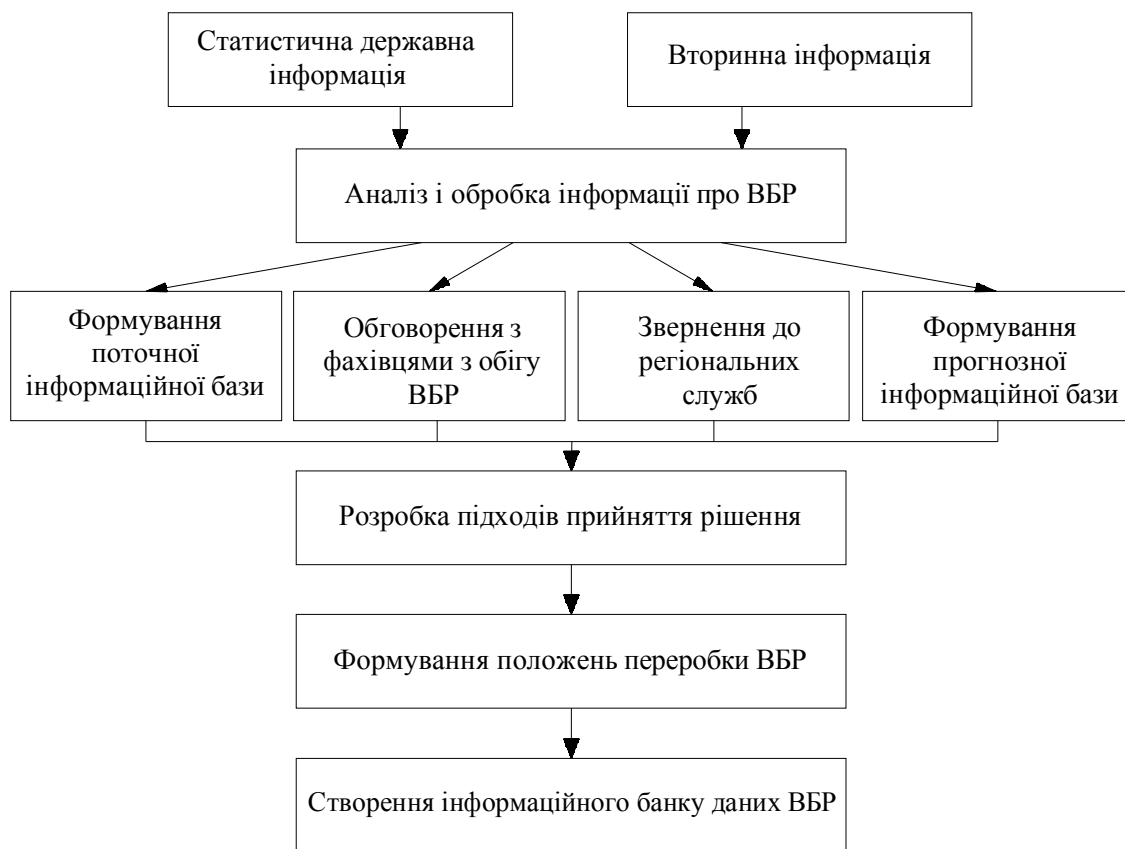 Статистична державна
інформація
Вторинна інформація
Аналіз і обробка інформації про ВБР
Формування
поточної
інформаційної бази
Обговорення з
фахівцями з обігу
ВБР
Звернення до
регіональних
служб
Формування
прогнозної
інформаційної бази
Розробка підходів прийняття рішення
Формування положень переробки ВБР
Створення інформаційного банку даних ВБР